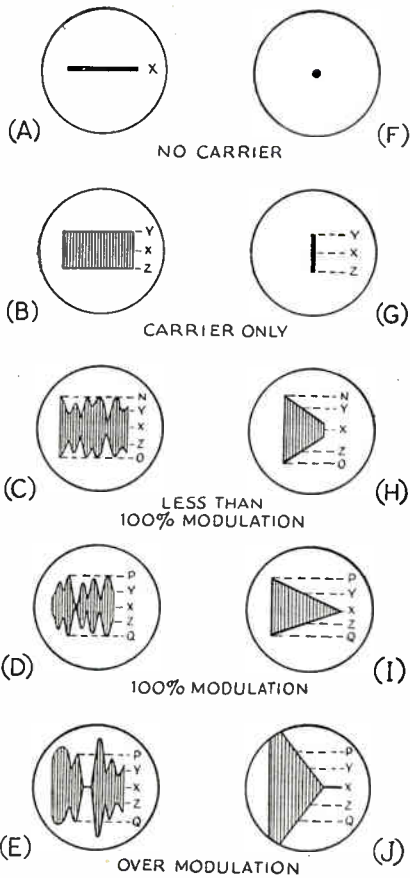 X
(A) (F)
NO CARRIER
Y Y
X X
Z Z
(B) (G)
CARRIER ONLY
N N
Y Y
X X
Z Z
O O
(C) (H)
LESS THAN
100% MODULATION
P P
Y Y
X X
Z Z
Q Q
(D) (I)
100% MODULATION
P P
Y Y
X X
Z Z
Q Q
(E) (J)
OVER MODULATION